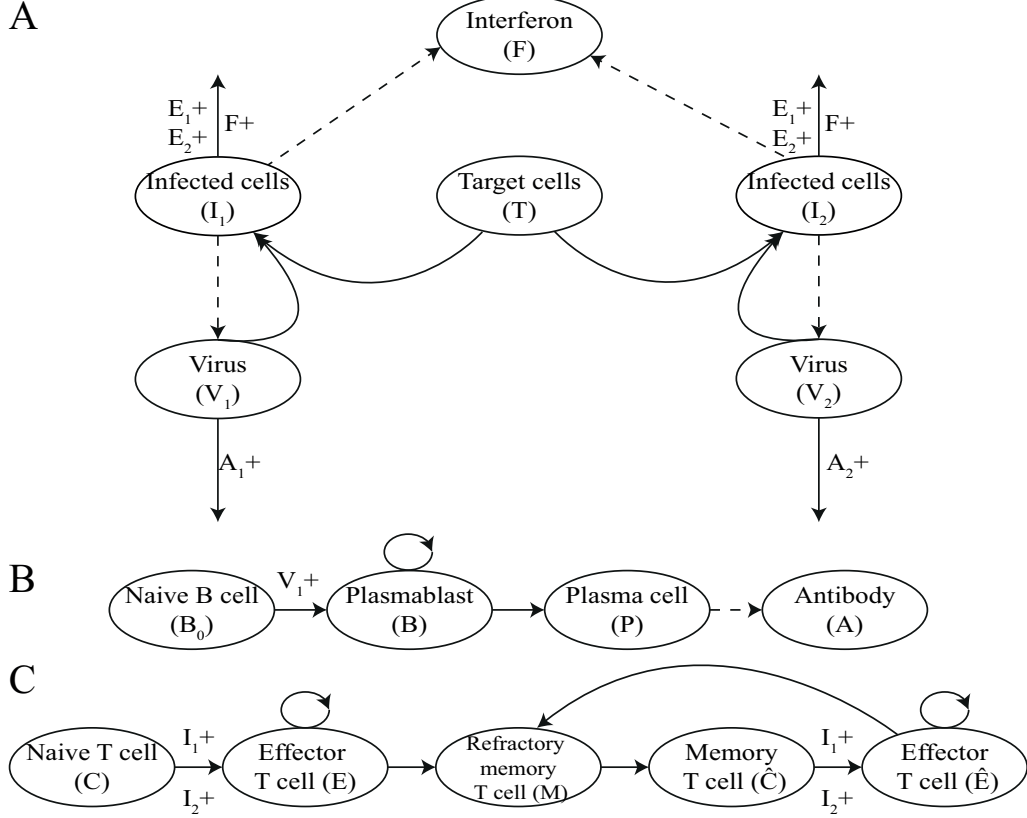 A
Interferon
(F)
E₁+
E₂+
F+
E₁+
E₂+
F+
Infected cells
(I₁)
Target cells
(T)
Infected cells
(I₂)
Virus
(V₁)
Virus
(V₂)
A₁+
A₂+
B
Naive B cell
(B₀)
V₁+
Plasmablast
(B)
Plasma cell
(P)
Antibody
(A)
C
Naive T cell
(C)
I₁+
I₂+
Effector
T cell (E)
Refractory
memory
T cell (M)
Memory
T cell (Ĉ)
I₁+
I₂+
Effector
T cell (Ê)